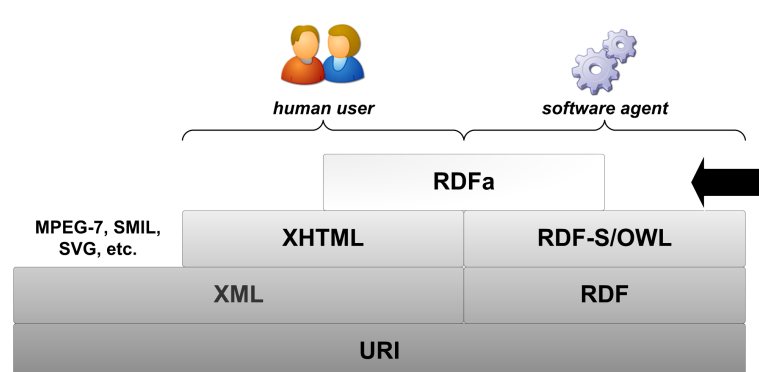 human user
software agent
RDFa
MPEG-7, SMIL,
SVG, etc.
XHTML
RDF-S/OWL
XML
RDF
URI